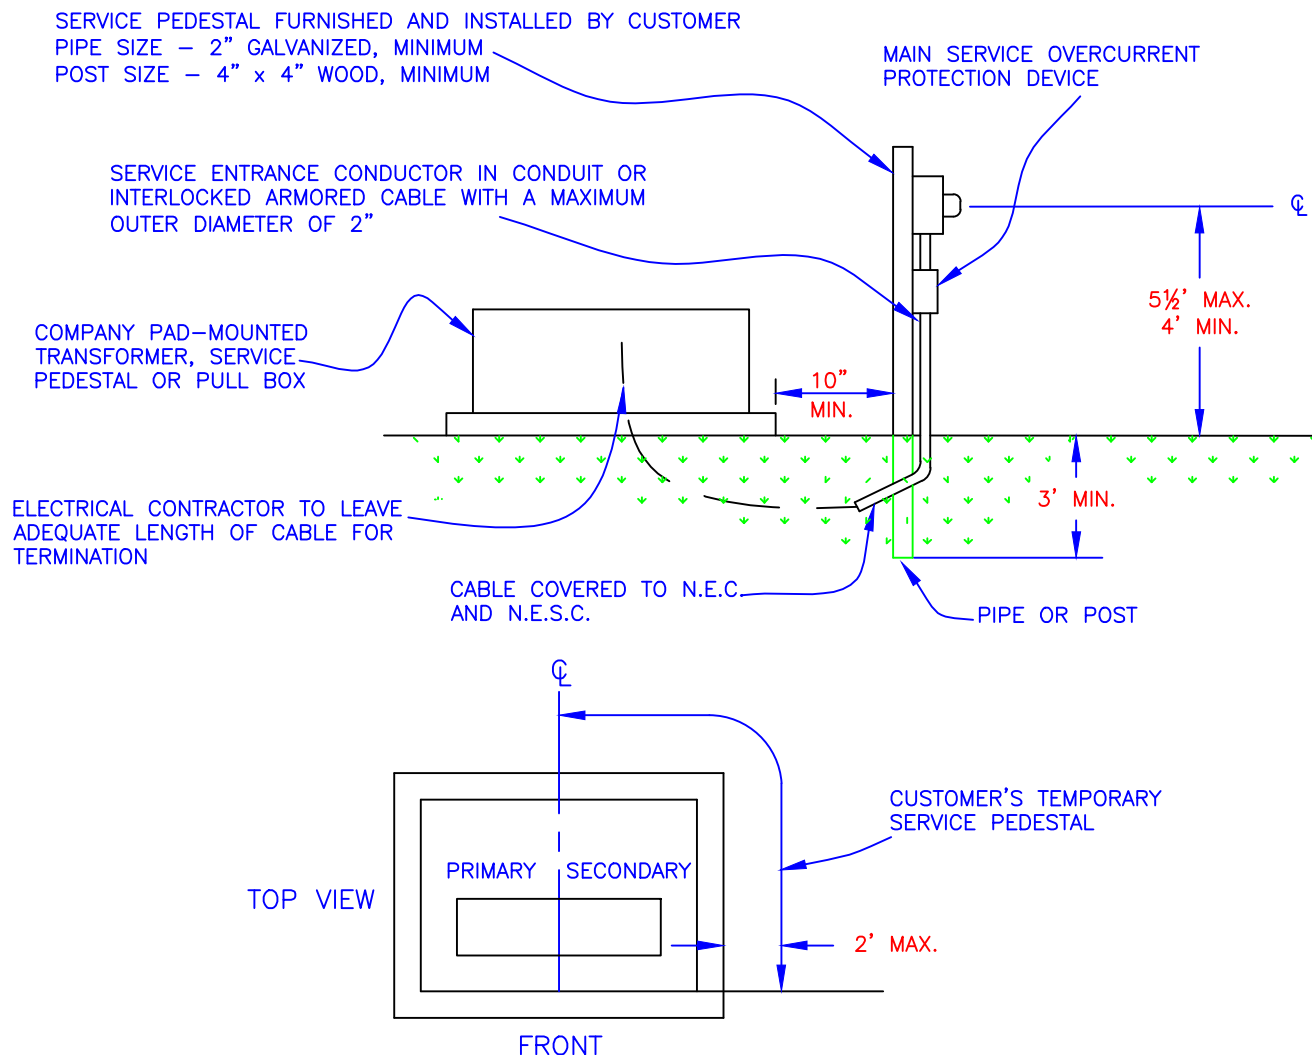 SERVICE PEDESTAL FURNISHED AND INSTALLED BY CUSTOMER
PIPE SIZE – 2" GALVANIZED, MINIMUM
POST SIZE – 4" x 4" WOOD, MINIMUM
MAIN SERVICE OVERCURRENT
PROTECTION DEVICE
SERVICE ENTRANCE CONDUCTOR IN CONDUIT OR
INTERLOCKED ARMORED CABLE WITH A MAXIMUM
OUTER DIAMETER OF 2"
℄
5½' MAX.
4' MIN.
COMPANY PAD–MOUNTED
TRANSFORMER, SERVICE
PEDESTAL OR PULL BOX
10"
MIN.
3' MIN.
ELECTRICAL CONTRACTOR TO LEAVE
ADEQUATE LENGTH OF CABLE FOR
TERMINATION
CABLE COVERED TO N.E.C.
AND N.E.S.C.
PIPE OR POST
℄
CUSTOMER'S TEMPORARY
SERVICE PEDESTAL
PRIMARY
SECONDARY
TOP VIEW
2' MAX.
FRONT